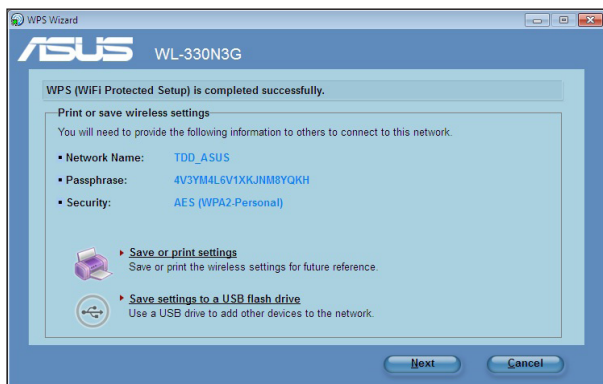 WPS Wizard
ASUS WL-330N3G
WPS (WiFi Protected Setup) is completed successfully.
Print or save wireless settings
You will need to provide the following information to others to connect to this network.
▪ Network Name: TDD_ASUS
▪ Passphrase: 4V3YM4L6V1XKJNM8YQKH
▪ Security: AES (WPA2-Personal)
Save or print settings
Save or print the wireless settings for future reference.
Save settings to a USB flash drive
Use a USB drive to add other devices to the network.
Next Cancel